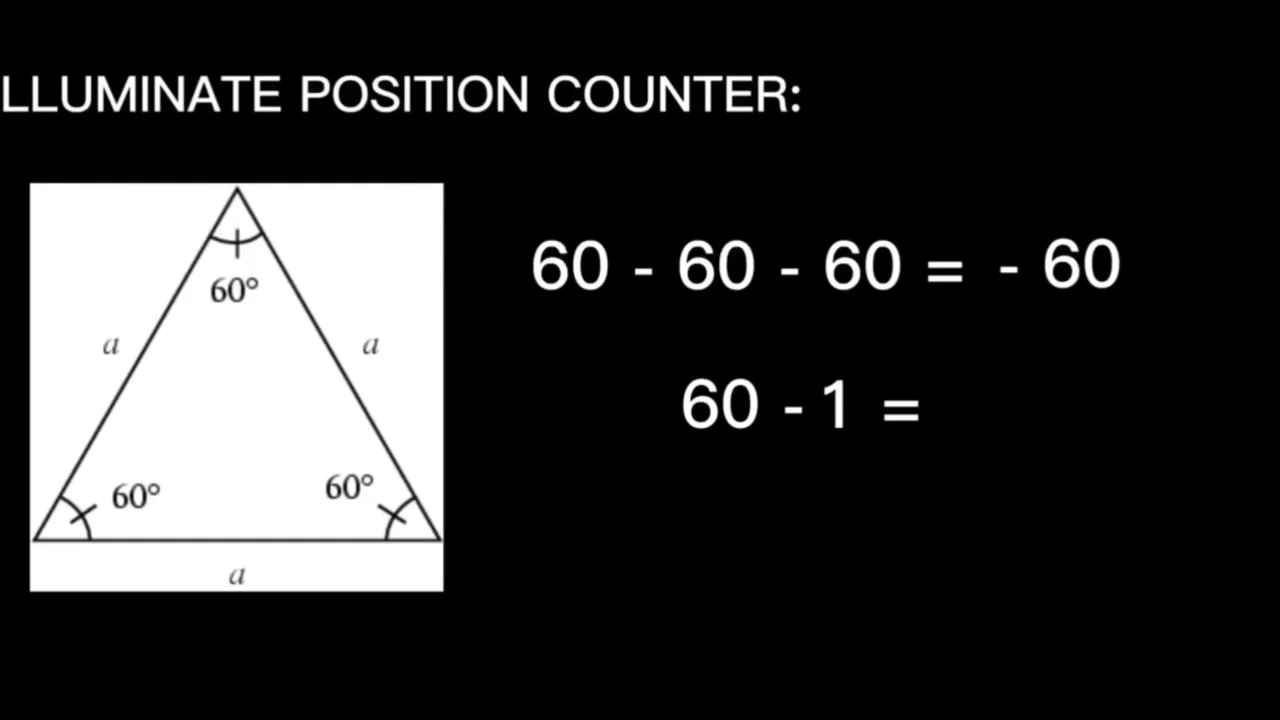 LLUMINATE POSITION COUNTER:
60°
a a
60° 60°
a
60 - 60 - 60 = - 60
60 - 1 =